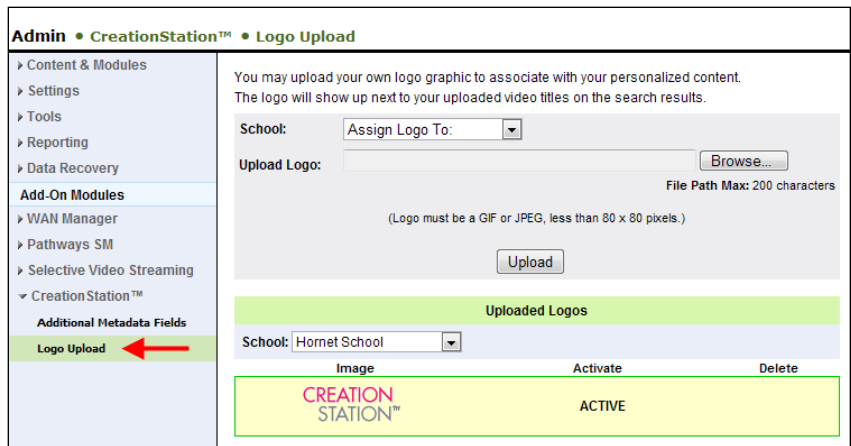 Admin • CreationStation™ • Logo Upload
Content & Modules
Settings
Tools
Reporting
Data Recovery
Add-On Modules
WAN Manager
Pathways SM
Selective Video Streaming
CreationStation™
Additional Metadata Fields
Logo Upload
You may upload your own logo graphic to associate with your personalized content.
The logo will show up next to your uploaded video titles on the search results.
School: Assign Logo To:
Upload Logo: Browse...
File Path Max: 200 characters
(Logo must be a GIF or JPEG, less than 80 x 80 pixels.)
Upload
Uploaded Logos
School: Hornet School
Image Activate Delete
CREATION
STATION™
ACTIVE